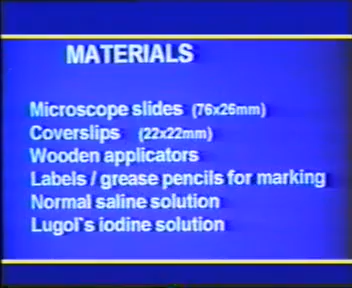 MATERIALS
Microscope slides (76x26mm)
Coverslips (22x22mm)
Wooden applicators
Labels / grease pencils for marking
Normal saline solution
Lugol`s iodine solution